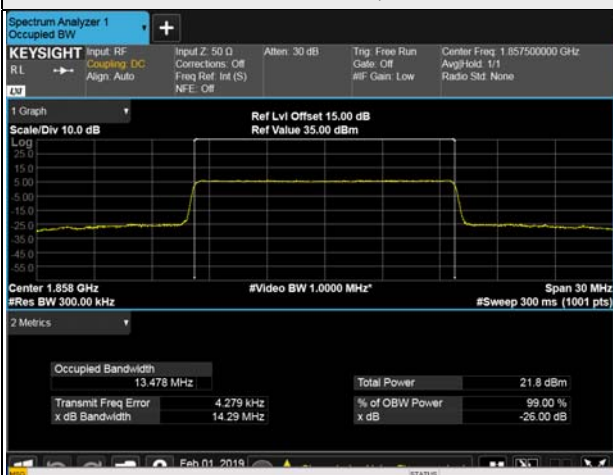 Spectrum Analyzer 1
Occupied BW
+
KEYSIGHT Input: RF Input Z: 50 Ω Atten: 30 dB Trig: Free Run Center Freq: 1.857500000 GHz
RL Coupling: DC Corrections: Off Gate: Off Avg|Hold: 1/1
Align: Auto Freq Ref: Int (S) #IF Gain: Low Radio Std: None
LXI NFE: Off
1 Graph
Ref Lvl Offset 15.00 dB
Scale/Div 10.0 dB Ref Value 35.00 dBm
Log
25.0
15.0
5.00
-5.00
-15.0
-25.0
-35.0
-45.0
-55.0
Center 1.858 GHz #Video BW 1.0000 MHz* Span 30 MHz
#Res BW 300.00 kHz #Sweep 300 ms (1001 pts)
2 Metrics
Occupied Bandwidth
13.478 MHz Total Power 21.8 dBm
Transmit Freq Error 4.279 kHz % of OBW Power 99.00 %
x dB Bandwidth 14.29 MHz x dB -26.00 dB
Feb 01, 2019
MSG STATUS